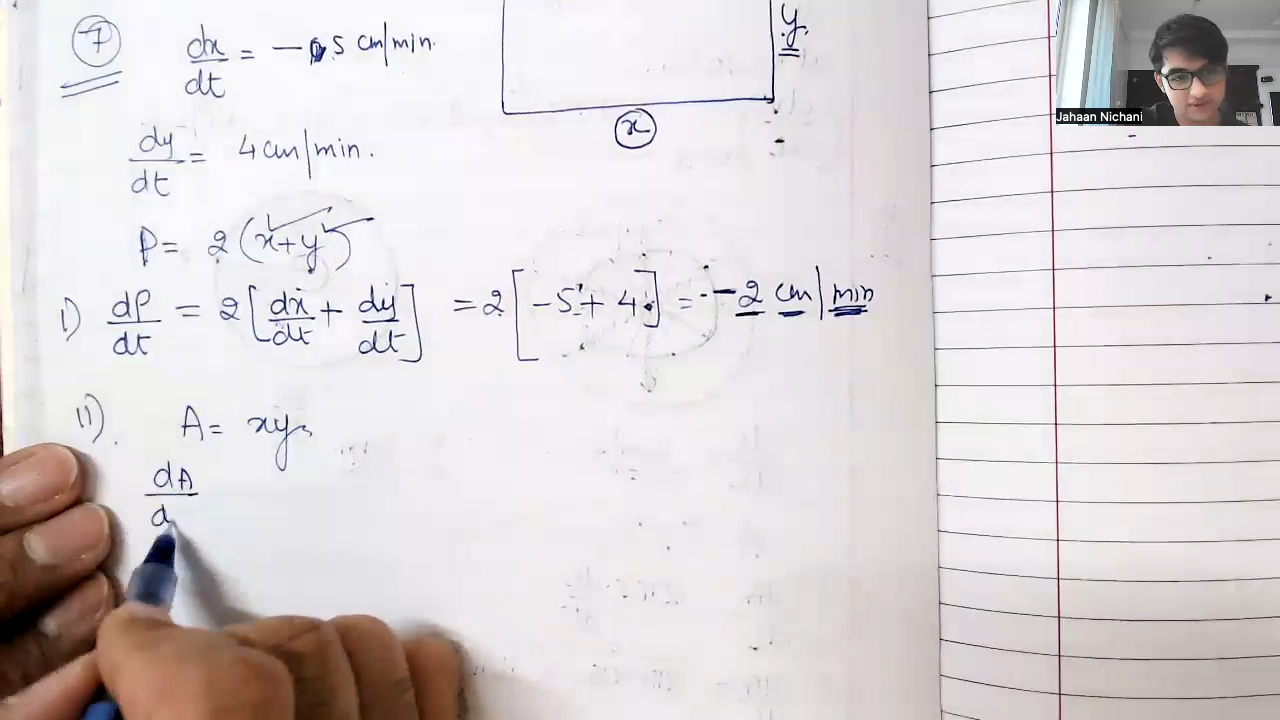 7
dx/dt = -5 cm/min.
y
x
dy/dt = 4 cm/min.
P = 2(x+y)
I) dP/dt = 2[dx/dt + dy/dt] = 2[-5+4] = -2 cm/min
II). A = xy
dA
d
Jahaan Nichani